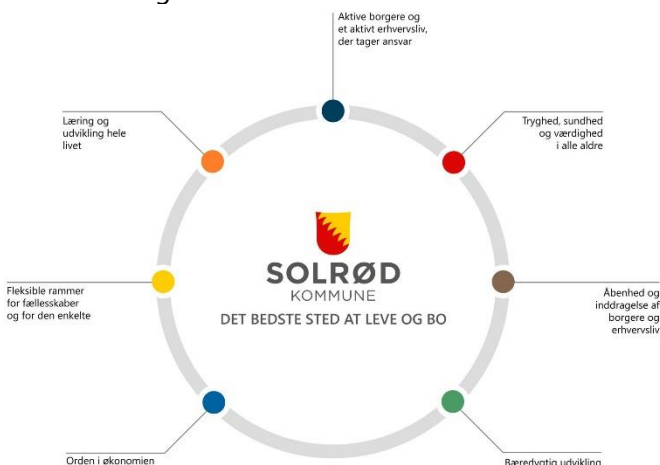 Aktive borgere og
et aktivt erhvervsliv,
der tager ansvar
Læring og
udvikling hele
livet
Tryghed, sundhed
og værdighed
i alle aldre
SOLRØD
KOMMUNE
DET BEDSTE STED AT LEVE OG BO
Fleksible rammer
for fællesskaber
og for den enkelte
Åbenhed og
inddragelse af
borgere og
erhvervsliv
Orden i økonomien
Bæredygtig udvikling